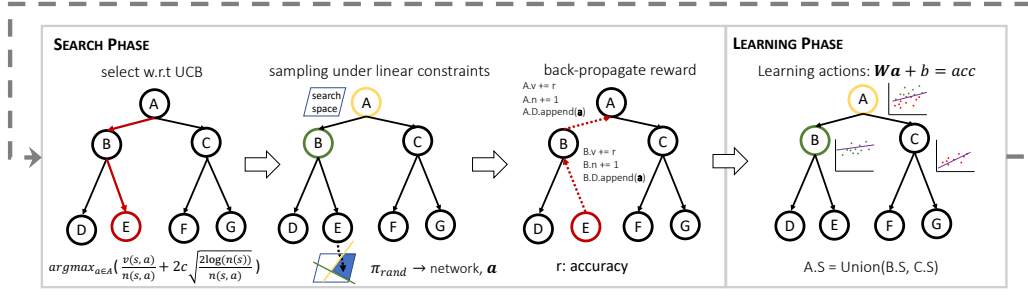 SEARCH PHASE
select w.r.t UCB
A
B
C
D
E
F
G
argmax_{a∈A}( v(s,a)/n(s,a) + 2c√(2log(n(s))/n(s,a)) )
sampling under linear constraints
search
space
A
B
C
D
E
F
G
π_rand → network, a
back-propagate reward
A.v += r
A.n += 1
A.D.append(a)
A
B
C
B.v += r
B.n += 1
B.D.append(a)
D
E
F
G
r: accuracy
LEARNING PHASE
Learning actions: Wa + b = acc
A
B
C
D
E
F
G
A.S = Union(B.S, C.S)